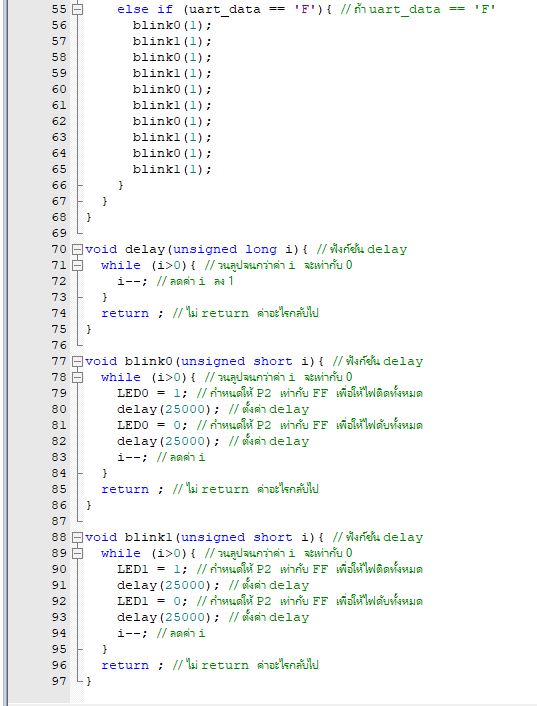 55 else if (uart_data == 'F'){ //ถ้า uart_data == 'F'
56 blink0(1);
57 blink1(1);
58 blink0(1);
59 blink1(1);
60 blink0(1);
61 blink1(1);
62 blink0(1);
63 blink1(1);
64 blink0(1);
65 blink1(1);
66 }
67 }
68 }
69
70 void delay(unsigned long i){ //ฟังก์ชั่น delay
71 while (i>0){ //วนลูปจนกว่าค่า i จะเท่ากับ 0
72 i--; //ลดค่า i ลง 1
73 }
74 return ; //ไม่ return ค่าอะไรกลับไป
75 }
76
77 void blink0(unsigned short i){ //ฟังก์ชั่น delay
78 while (i>0){ //วนลูปจนกว่าค่า i จะเท่ากับ 0
79 LED0 = 1; //กำหนดให้ P2 เท่ากับ FF เพื่อให้ไฟติดทั้งหมด
80 delay(25000); //ตั้งค่า delay
81 LED0 = 0; //กำหนดให้ P2 เท่ากับ FF เพื่อให้ไฟดับทั้งหมด
82 delay(25000); //ตั้งค่า delay
83 i--; //ลดค่า i
84 }
85 return ; //ไม่ return ค่าอะไรกลับไป
86 }
87
88 void blink1(unsigned short i){ //ฟังก์ชั่น delay
89 while (i>0){ //วนลูปจนกว่าค่า i จะเท่ากับ 0
90 LED1 = 1; //กำหนดให้ P2 เท่ากับ FF เพื่อให้ไฟติดทั้งหมด
91 delay(25000); //ตั้งค่า delay
92 LED1 = 0; //กำหนดให้ P2 เท่ากับ FF เพื่อให้ไฟดับทั้งหมด
93 delay(25000); //ตั้งค่า delay
94 i--; //ลดค่า i
95 }
96 return ; //ไม่ return ค่าอะไรกลับไป
97 }